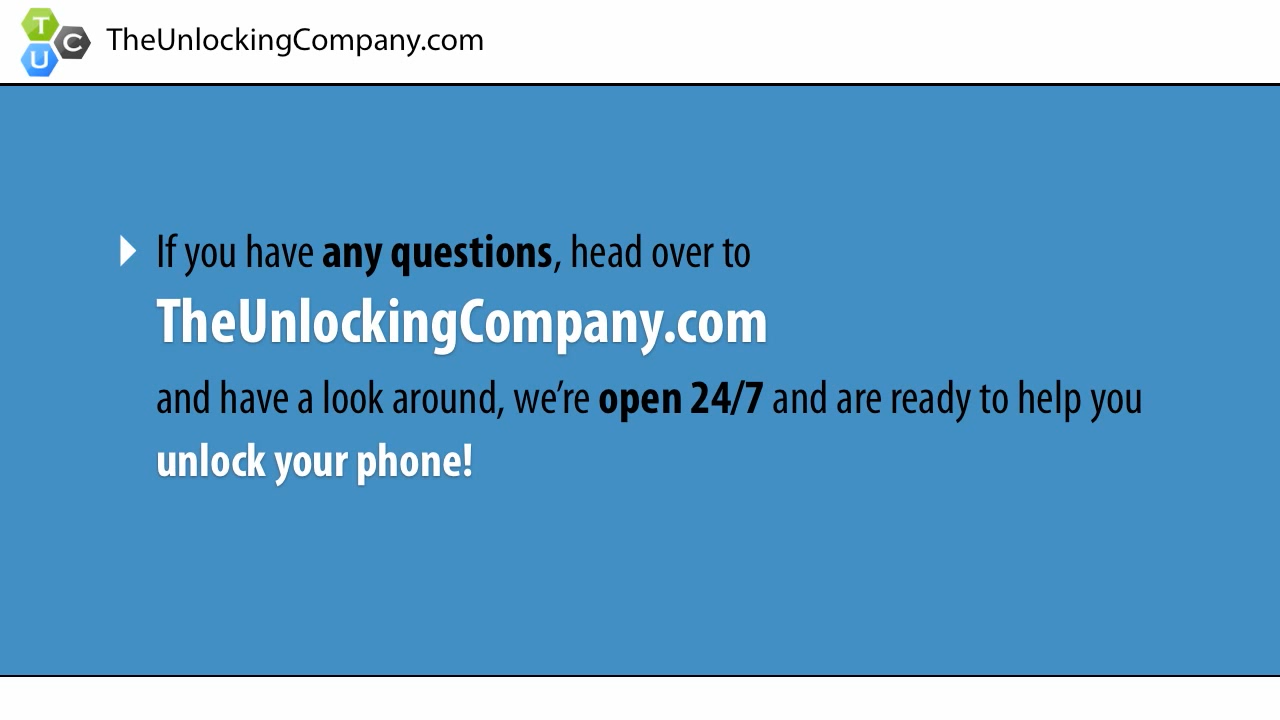 T
C
U
TheUnlockingCompany.com
If you have any questions, head over to
TheUnlockingCompany.com
and have a look around, we’re open 24/7 and are ready to help you
unlock your phone!